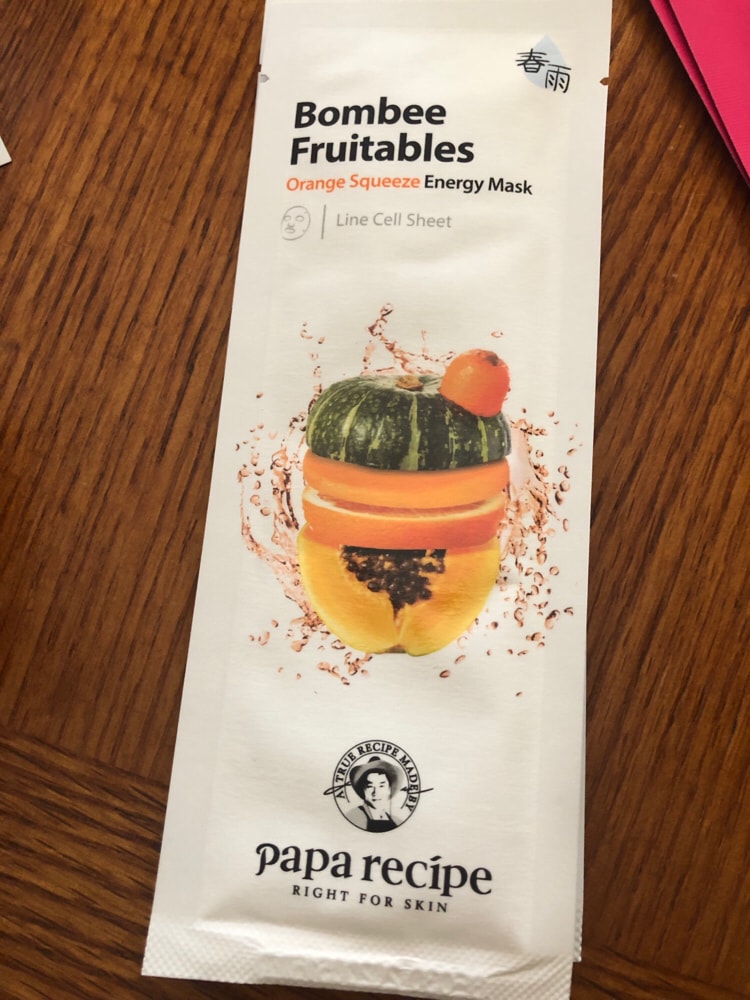 春雨
Bombee
Fruitables
Orange Squeeze Energy Mask
Line Cell Sheet
A TRUE RECIPE MADE BY
papa recipe
RIGHT FOR SKIN